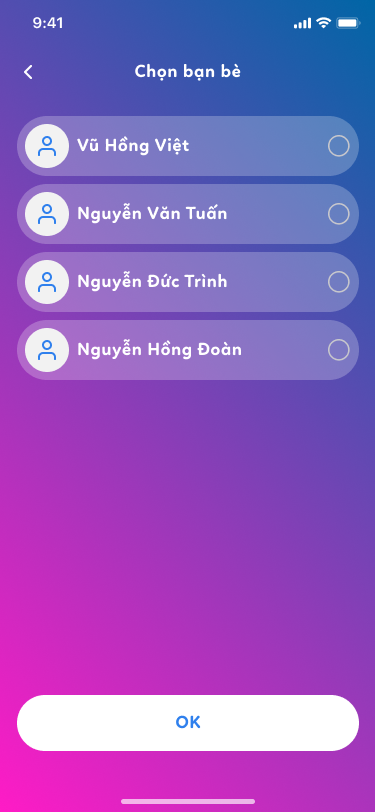 9:41
Chọn bạn bè
Vũ Hồng Việt
Nguyễn Văn Tuấn
Nguyễn Đức Trình
Nguyễn Hồng Đoàn
OK